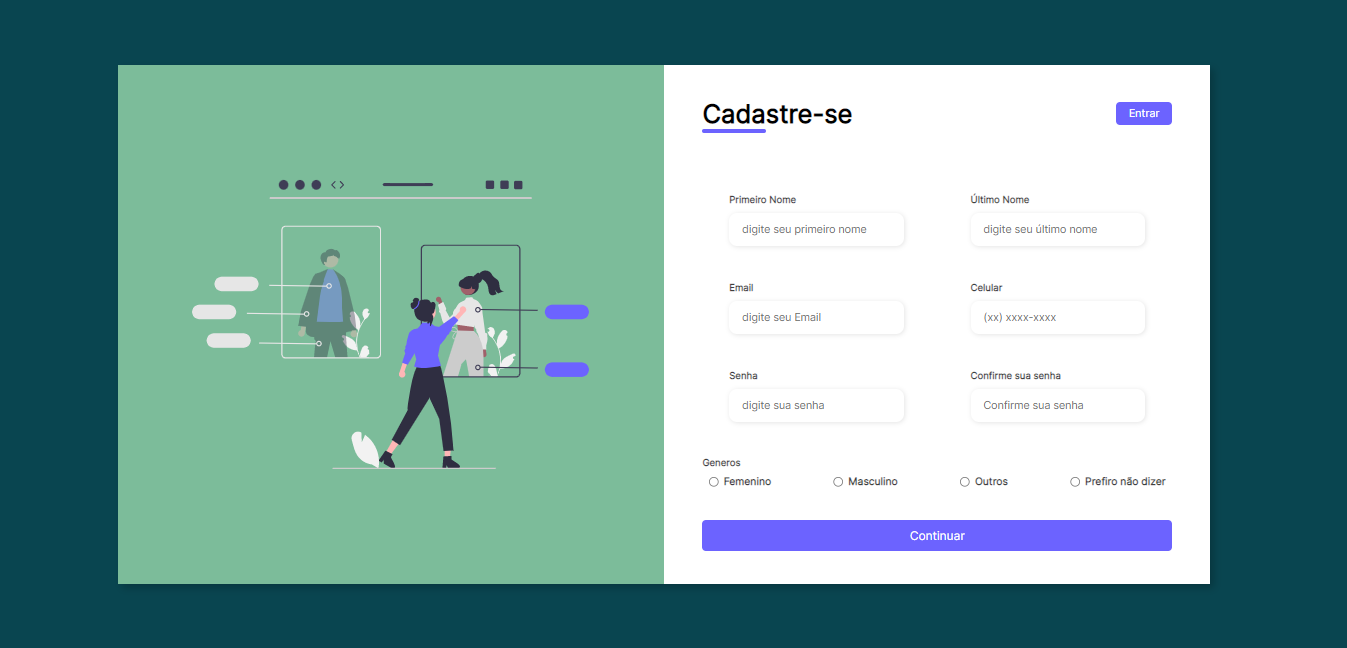 Cadastre-se
Entrar
Primeiro Nome
Último Nome
digite seu primeiro nome
digite seu último nome
Email
Celular
digite seu Email
(xx) xxxx-xxxx
Senha
Confirme sua senha
digite sua senha
Confirme sua senha
Generos
Femenino
Masculino
Outros
Prefiro não dizer
Continuar